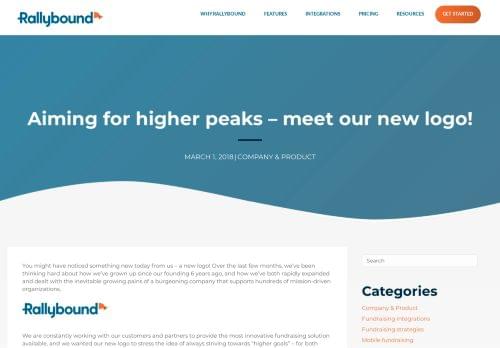 Rallybound
WHY RALLYBOUND
FEATURES
INTEGRATIONS
PRICING
RESOURCES
GET STARTED
Aiming for higher peaks – meet our new logo!
MARCH 1, 2018 | COMPANY & PRODUCT
You might have noticed something new today from us – a new logo! Over the last few months, we've been
thinking hard about how we've grown up since our founding 6 years ago, and how we've both rapidly expanded
and dealt with the inevitable growing pains of a burgeoning company that supports hundreds of mission-driven
organizations.
Rallybound
We are constantly working with our customers and partners to provide the most innovative fundraising solution
available, and we wanted our new logo to stress the idea of always striving towards "higher goals" – for both
Search
Categories
Company & Product
Fundraising integrations
Fundraising strategies
Mobile fundraising